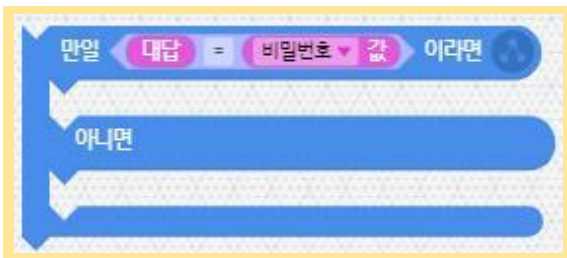 만일 대답 = 비밀번호 값 이라면
아니면